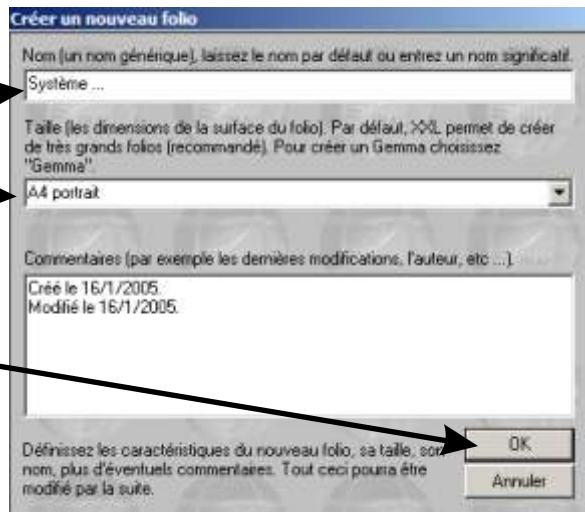 Créer un nouveau folio
Nom (un nom générique), laissez le nom par défaut ou entrez un nom significatif.
Système ...
Taille (les dimensions de la surface du folio). Par défaut, XXL permet de créer
de très grands folios (recommandé). Pour créer un Gemma choisissez
"Gemma".
A4 portrait
Commentaires (par exemple les dernières modifications, l'auteur, etc ...).
Créé le 16/1/2005.
Modifié le 16/1/2005.
Définissez les caractéristiques du nouveau folio, sa taille, son
nom, plus d'éventuels commentaires. Tout ceci pourra être
modifié par la suite.
OK
Annuler